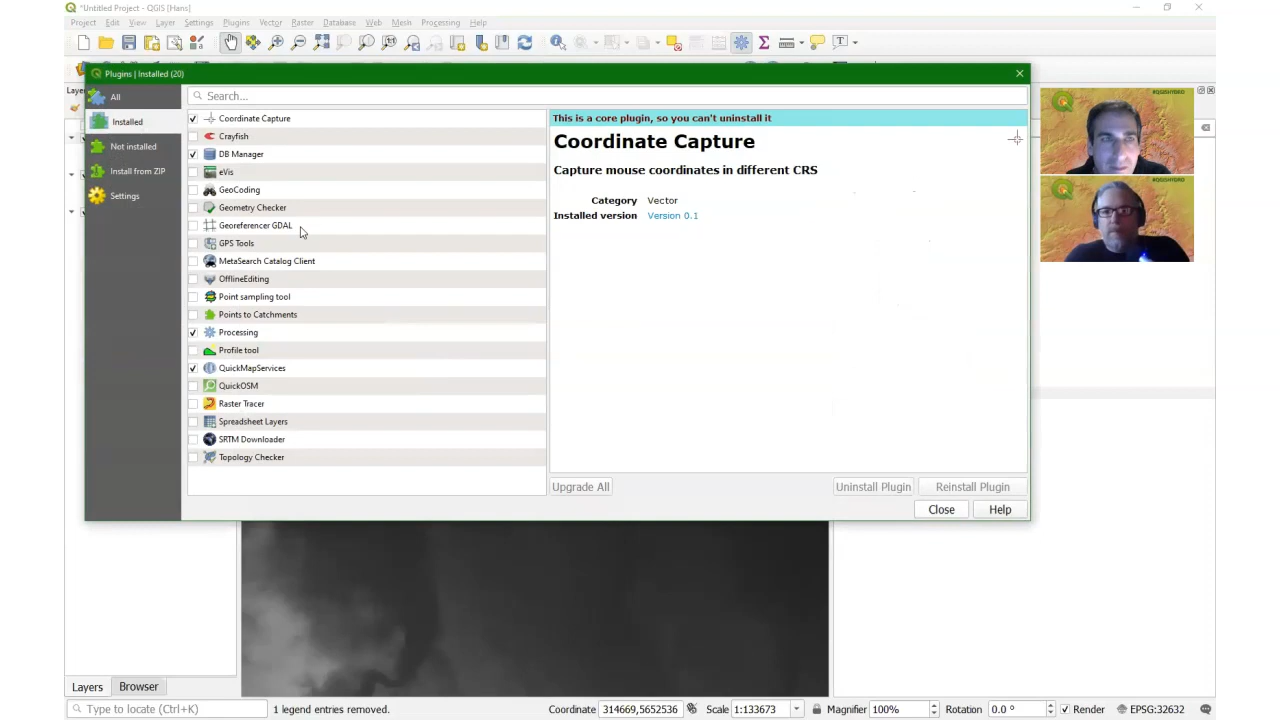 *Untitled Project - QGIS [Hans]
Project Edit View Layer Settings Plugins Vector Raster Database Web Mesh Processing Help
Plugins | Installed (20)
All
Installed
Not installed
Install from ZIP
Settings
Search...
Coordinate Capture
Crayfish
DB Manager
eVis
GeoCoding
Geometry Checker
Georeferencer GDAL
GPS Tools
MetaSearch Catalog Client
OfflineEditing
Point sampling tool
Points to Catchments
Processing
Profile tool
QuickMapServices
QuickOSM
Raster Tracer
Spreadsheet Layers
SRTM Downloader
Topology Checker
This is a core plugin, so you can't uninstall it
Coordinate Capture
Capture mouse coordinates in different CRS
Category Vector
Installed version Version 0.1
Upgrade All Uninstall Plugin Reinstall Plugin
Close Help
Layers Browser
Type to locate (Ctrl+K) 1 legend entries removed. Coordinate 314669,5652536 Scale 1:133673 Magnifier 100% Rotation 0.0 ° Render EPSG:32632